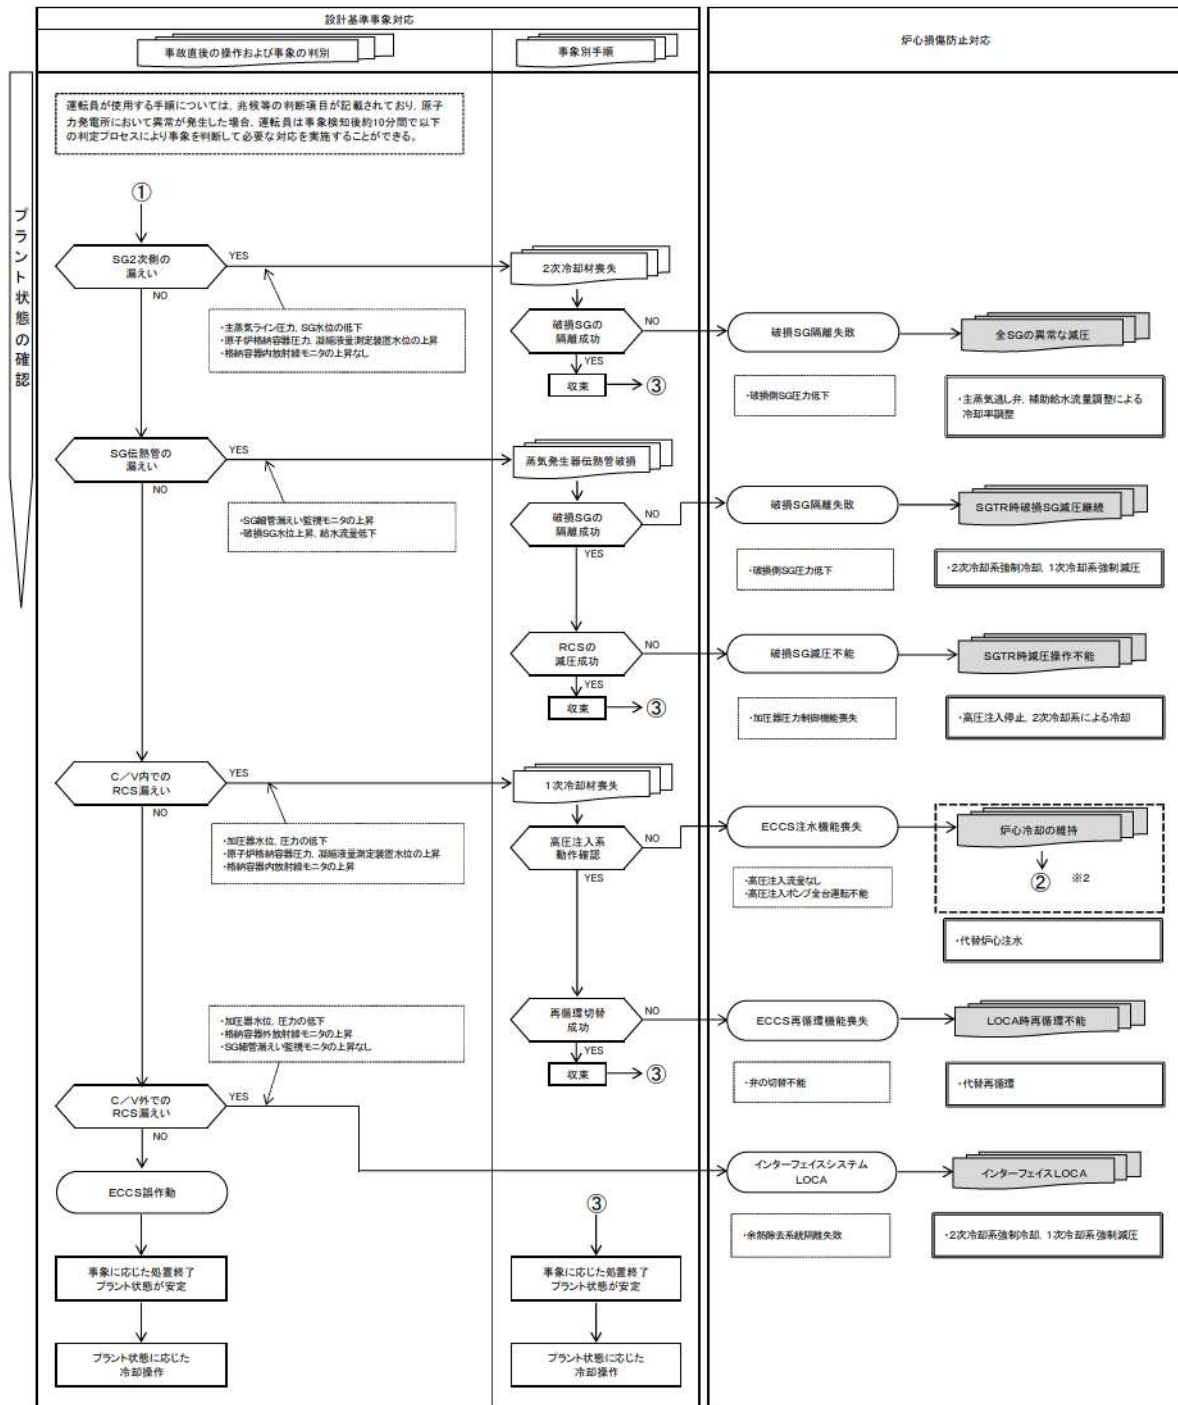 設計基準事象対応
事故直後の操作および事象の判別
事象別手順
炉心損傷防止対応
運転員が使用する手順については、兆候等の判断項目が記載されており、原子
力発電所において異常が発生した場合、運転員は事象検知後約10分間で以下
の判定プロセスにより事象を判断して必要な対応を実施することができる。
プラント状態の確認
①
SG2次側の
漏えい
YES
NO
・主蒸気ライン圧力、SG水位の低下
・原子炉格納容器圧力、凝縮液量測定装置水位の上昇
・格納容器内放射線モニタの上昇なし
2次冷却材喪失
破損SGの
隔離成功
NO
YES
収束
③
破損SG隔離失敗
全SGの異常な減圧
・破損側SG圧力低下
・主蒸気逃し弁、補助給水流量調整による
冷却率調整
SG伝熱管の
漏えい
YES
NO
・SG細管漏えい監視モニタの上昇
・破損SG水位上昇、給水流量低下
蒸気発生器伝熱管破損
破損SGの
隔離成功
NO
YES
破損SG隔離失敗
SGTR時破損SG減圧継続
・破損側SG圧力低下
・2次冷却系強制冷却、1次冷却系強制減圧
RCSの
減圧成功
NO
YES
収束
③
破損SG減圧不能
SGTR時減圧操作不能
・加圧器圧力制御機能喪失
・高圧注入停止、2次冷却系による冷却
C/V内での
RCS漏えい
YES
NO
・加圧器水位、圧力の低下
・原子炉格納容器圧力、凝縮液量測定装置水位の上昇
・格納容器内放射線モニタの上昇
1次冷却材喪失
高圧注入系
動作確認
NO
YES
ECCS注水機能喪失
炉心冷却の維持
② ※2
・高圧注入流量なし
・高圧注入ポンプ全台運転不能
・代替炉心注水
再循環切替
成功
NO
YES
収束
③
ECCS再循環機能喪失
LOCA時再循環不能
・弁の切替不能
・代替再循環
・加圧器水位、圧力の低下
・格納容器外放射線モニタの上昇
・SG細管漏えい監視モニタの上昇なし
C/V外での
RCS漏えい
YES
NO
インターフェイスシステム
LOCA
インターフェイスLOCA
・余熱除去系統隔離失敗
・2次冷却系強制冷却、1次冷却系強制減圧
ECCS誤作動
事象に応じた処置終了
プラント状態が安定
プラント状態に応じた
冷却操作
③
事象に応じた処置終了
プラント状態が安定
プラント状態に応じた
冷却操作